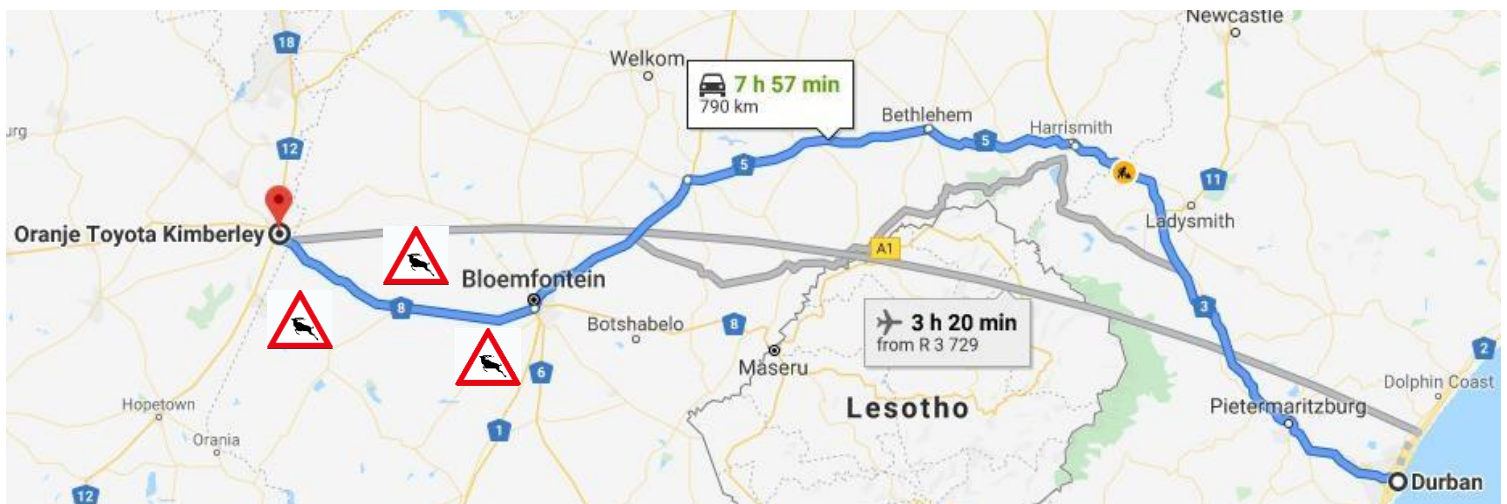 Newcastle
18
Welkom
7 h 57 min
790 km
Bethlehem
Harrismith
urg
12
5
5
11
Ladysmith
Oranje Toyota Kimberley
A1
Bloemfontein
8
Botshabelo
8
3 h 20 min
from R 3 729
3
2
Maseru
6
Dolphin Coast
Hopetown
Lesotho
Pietermaritzburg
1
Orania
12
Durban